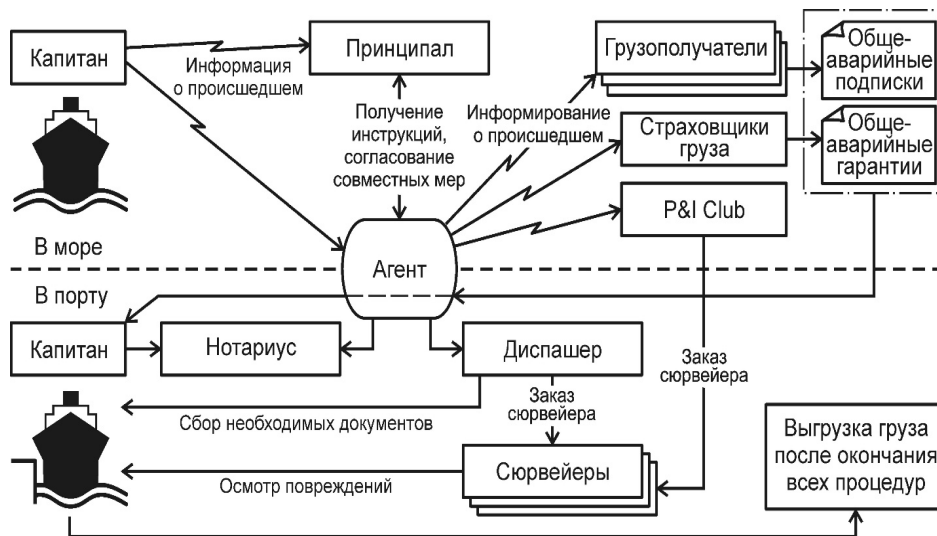 Капитан
Принципал
Грузополучатели
Обще-
аварийные
подписки
Информация
о происшедшем
Получение
инструкций,
согласование
совместных мер
Информирование
о происшедшем
Страховщики
груза
Обще-
аварийные
гарантии
P&I Club
В море
Агент
В порту
Капитан
Нотариус
Диспашер
Заказ
сюрвейера
Заказ
сюрвейера
Сбор необходимых документов
Выгрузка груза
после окончания
всех процедур
Сюрвейеры
Осмотр повреждений